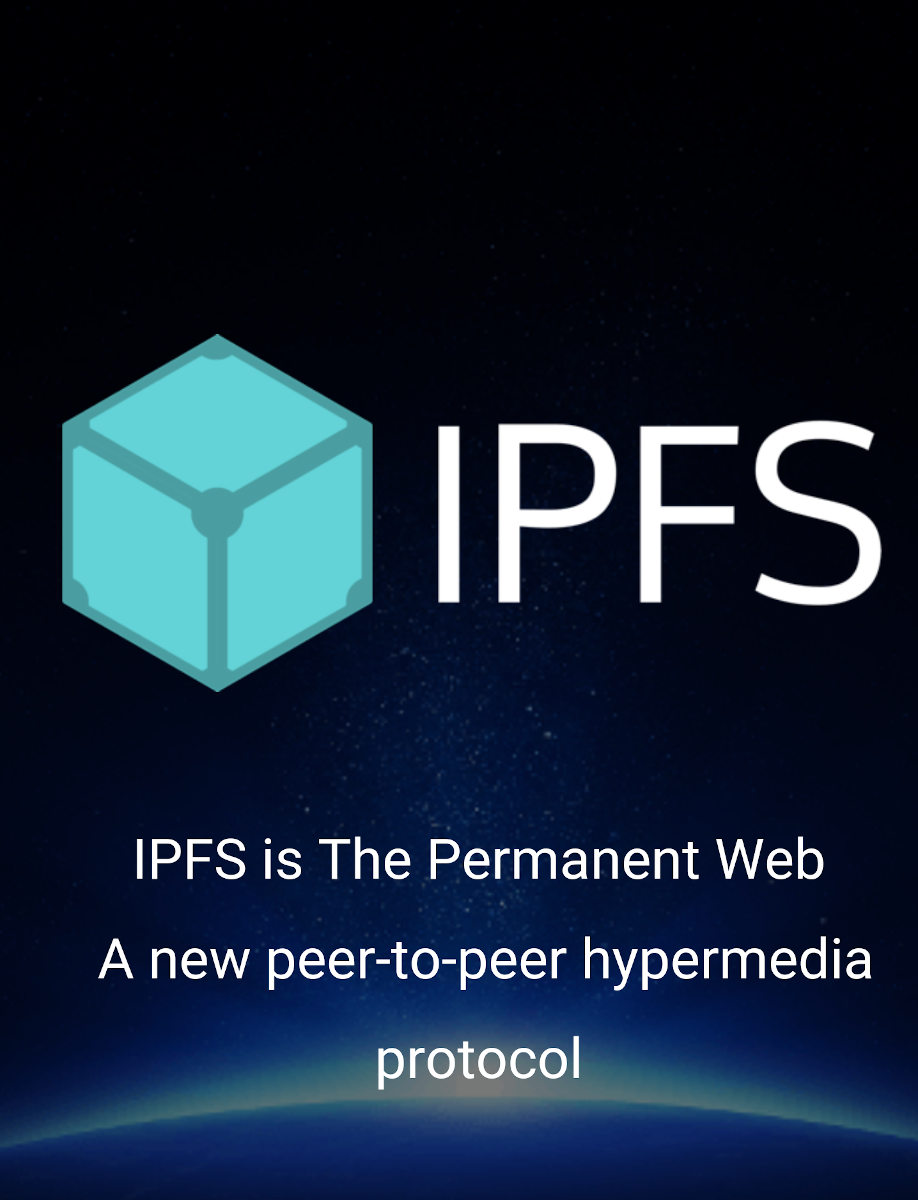 IPFS
IPFS is The Permanent Web
A new peer-to-peer hypermedia
protocol